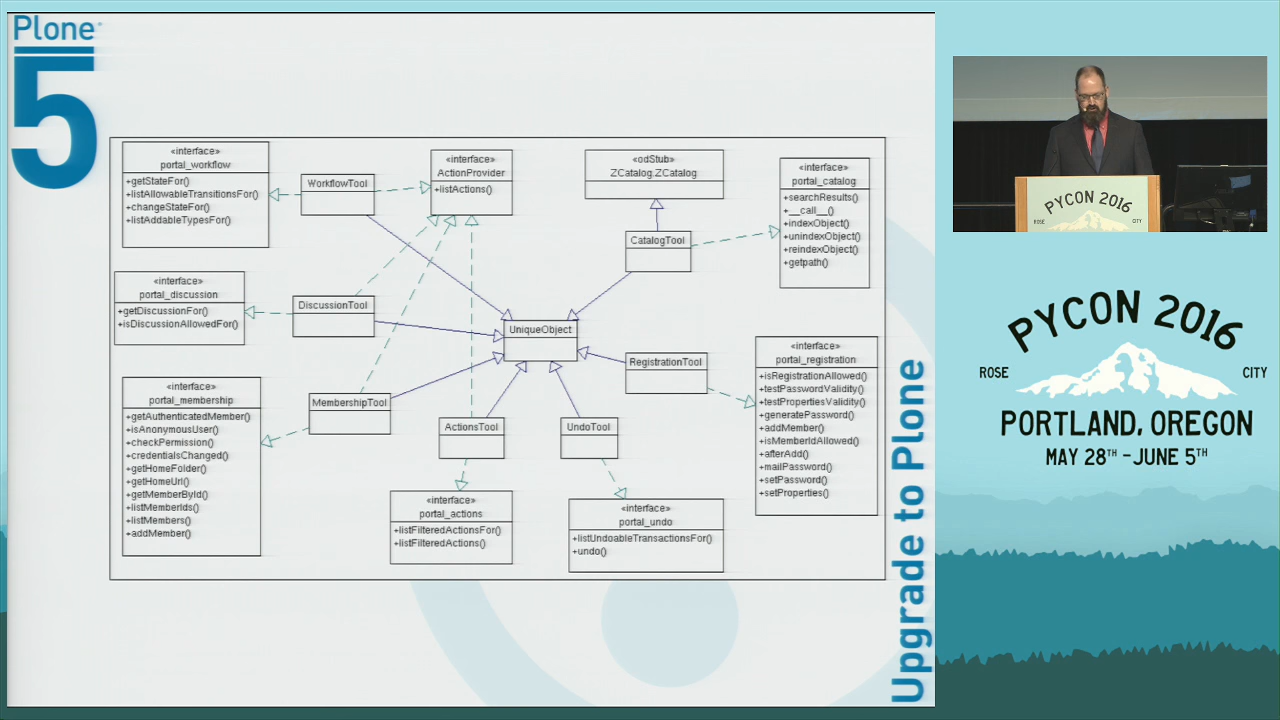 Plone
5
Upgrade to Plone
«interface»
portal_workflow
+getStateFor()
+listAllowableTransitionsFor()
+changeStateFor()
+listAddableTypesFor()
WorkflowTool
«interface»
ActionProvider
+listActions()
«odStub»
ZCatalog:ZCatalog
«interface»
portal_catalog
+searchResults()
+__call__()
+indexObject()
+unindexObject()
+reindexObject()
+getpath()
CatalogTool
«interface»
portal_discussion
+getDiscussionFor()
+isDiscussionAllowedFor()
DiscussionTool
UniqueObject
RegistrationTool
«interface»
portal_registration
+isRegistrationAllowed()
+testPasswordValidity()
+testPropertiesValidity()
+generatePassword()
+addMember()
+isMemberIdAllowed()
+afterAdd()
+mailPassword()
+setPassword()
+setProperties()
«interface»
portal_membership
+getAuthenticatedMember()
+isAnonymousUser()
+checkPermission()
+credentialsChanged()
+getHomeFolder()
+getHomeUrl()
+getMemberById()
+listMemberIds()
+listMembers()
+addMember()
MembershipTool
ActionsTool
UndoTool
«interface»
portal_actions
+listFilteredActionsFor()
+listFilteredActions()
«interface»
portal_undo
+listUndoableTransactionsFor()
+undo()
PYCON 2016
ROSE
CITY
PYCON 2016
ROSE
CITY
PORTLAND, OREGON
MAY 28TH - JUNE 5TH